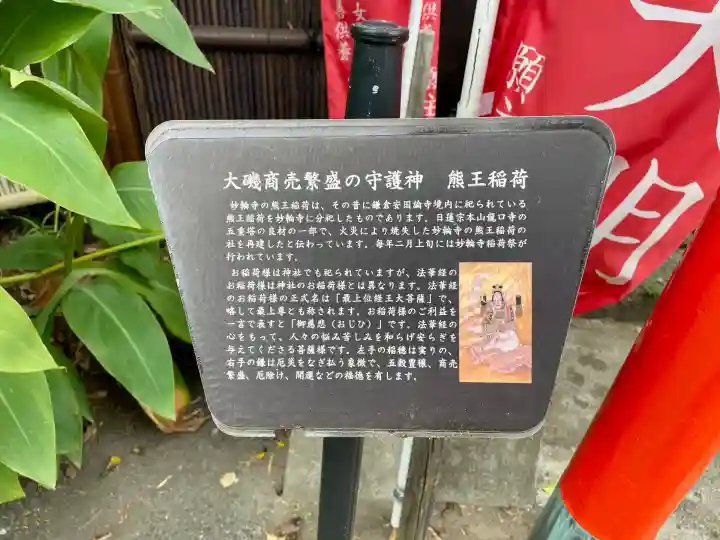 大磯商売繁盛の守護神　熊王稲荷
妙輪寺の熊王稲荷は、その昔に鎌倉安国論寺境内に祀られている
熊王稲荷を妙輪寺に分祀したものであります。日蓮宗本山龍口寺の
五重塔の良材の一部で、火災により焼失した妙輪寺の熊王稲荷の
社を再建したと伝わっています。毎年二月上旬には妙輪寺稲荷祭が
行われています。
お稲荷様は神社でも祀られていますが、法華経の
お稲荷様は神社のお稲荷様とは異なります。法華経
のお稲荷様の正式名は「最上位経王大菩薩」で、
略して最上尊とも称されます。お稲荷様のご利益を
一言で表すと「御慈悲（おじひ）」です。法華経の
心をもって、人々の悩み苦しみを和らげ安らぎを
与えてくださる菩薩様です。左手の稲穂は実りの、
右手の鎌は厄災をなぎ払う象徴で、五穀豊穣、商売
繁盛、厄除け、開運などの福徳を有します。
供養
願主
願主
大
明